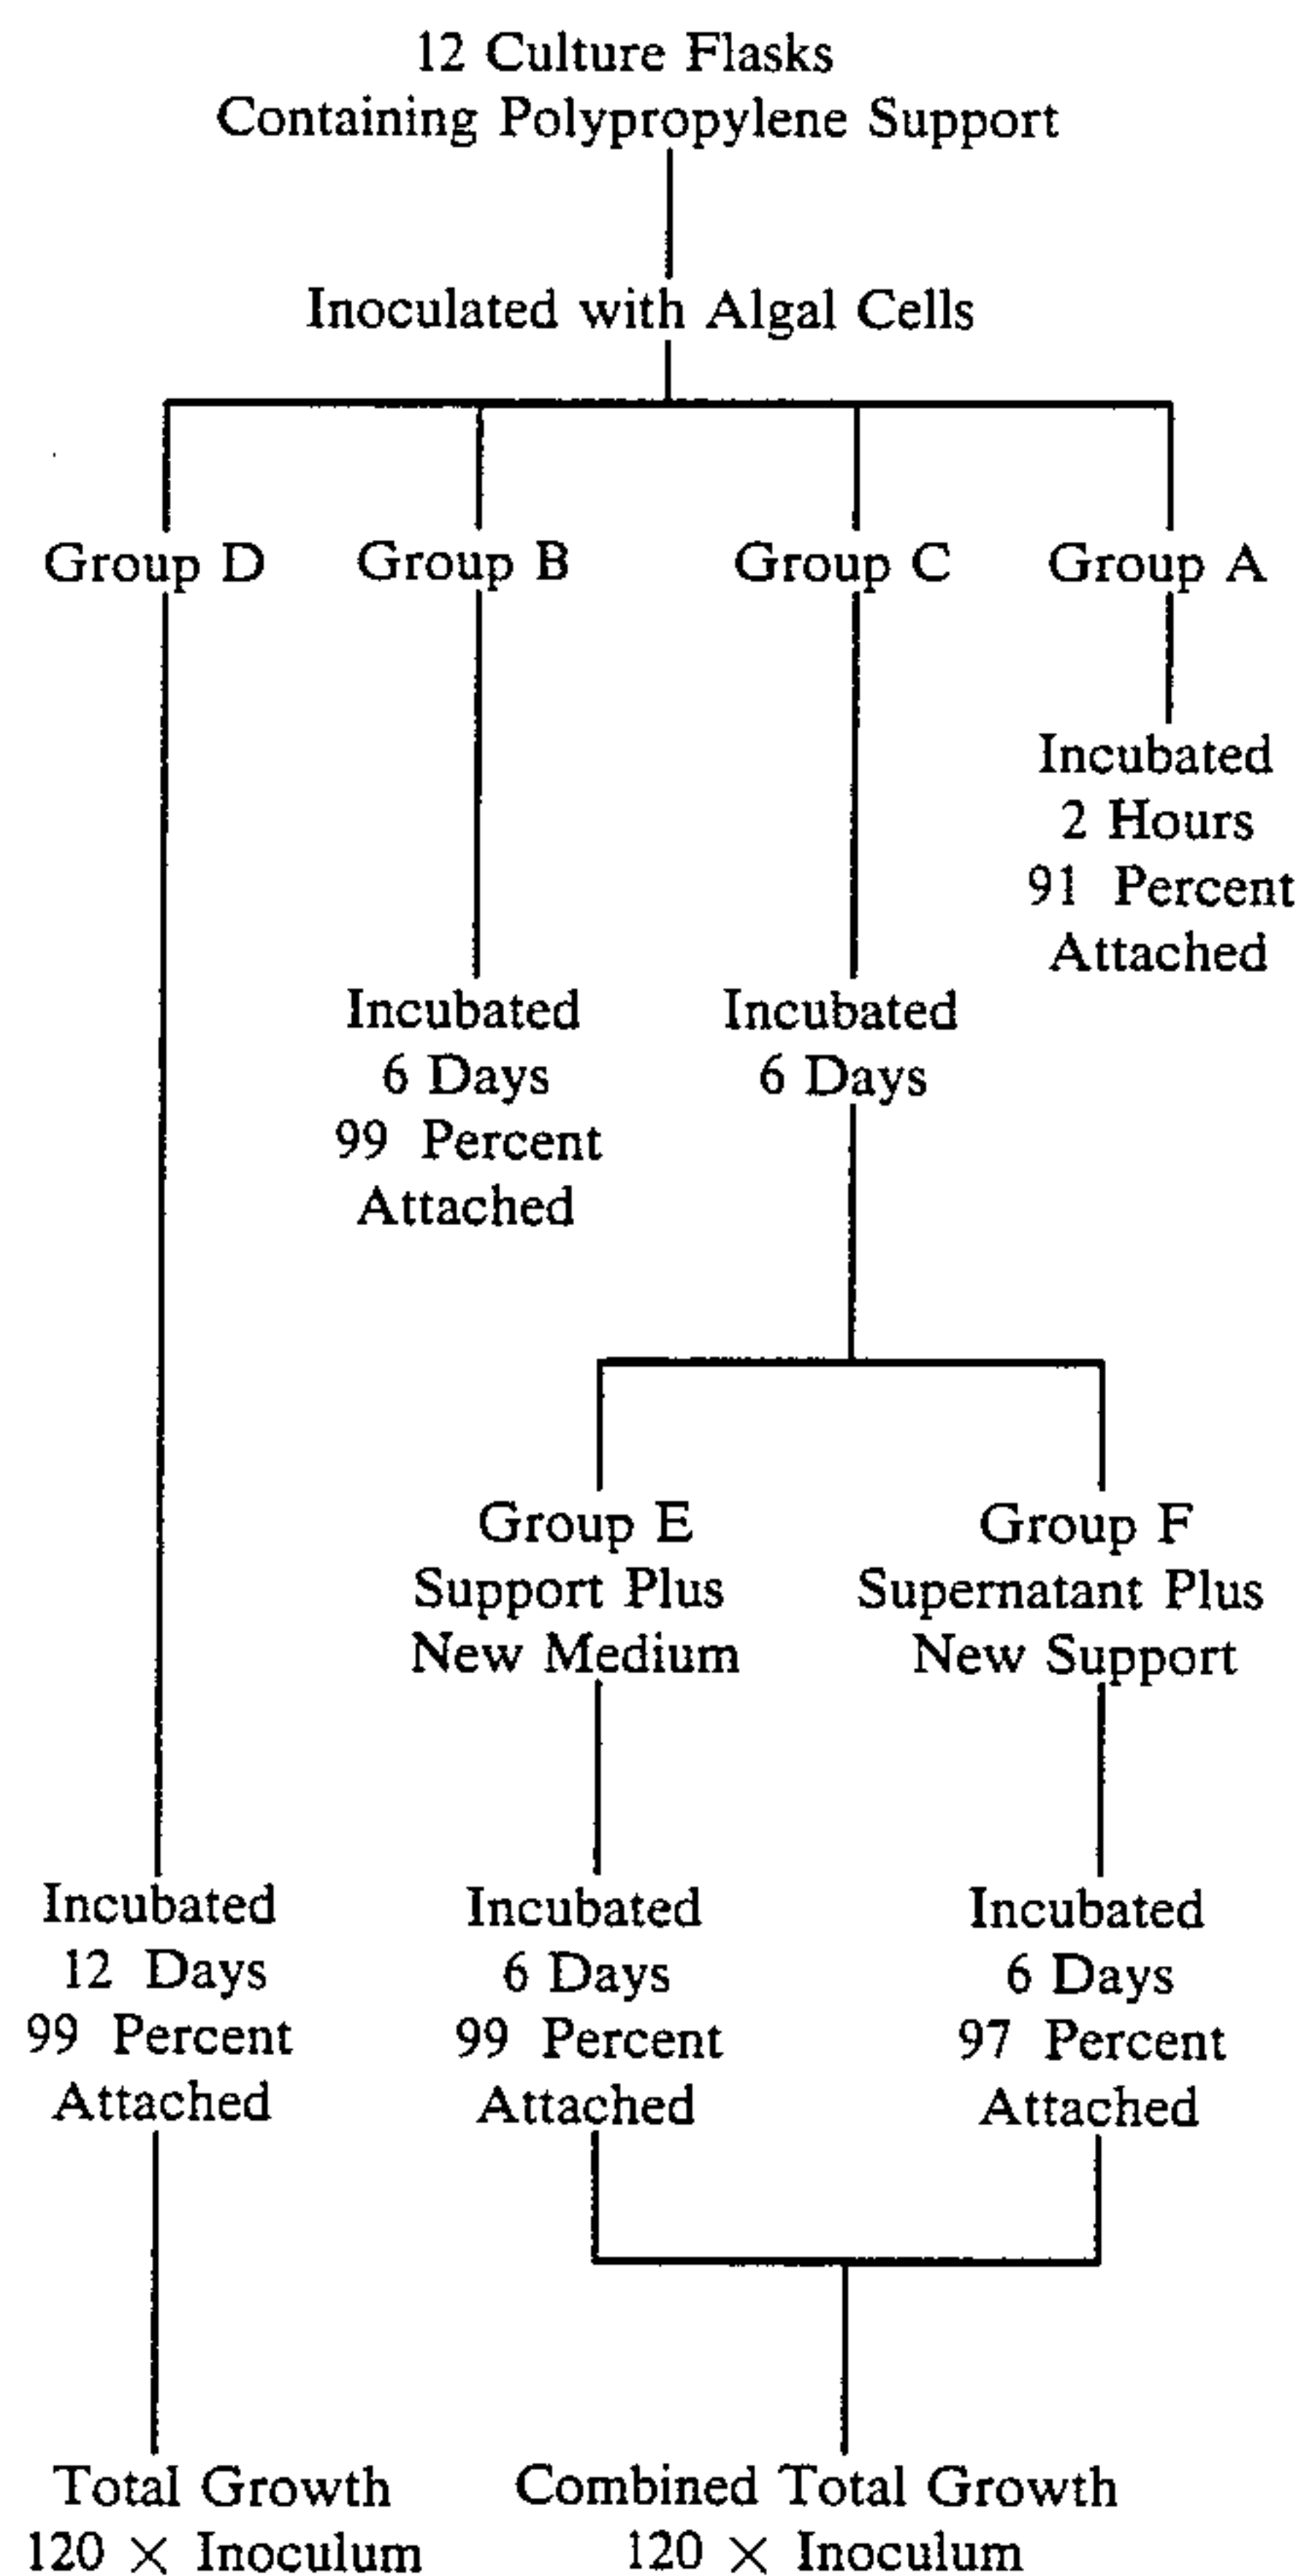 12 Culture Flasks
Containing Polypropylene Support
Inoculated with Algal Cells
Group D
Group B
Group C
Group A
Incubated
2 Hours
91 Percent
Attached
Incubated
6 Days
99 Percent
Attached
Incubated
6 Days
Group E
Support Plus
New Medium
Group F
Supernatant Plus
New Support
Incubated
12 Days
99 Percent
Attached
Incubated
6 Days
99 Percent
Attached
Incubated
6 Days
97 Percent
Attached
Total Growth
120 × Inoculum
Combined Total Growth
120 × Inoculum